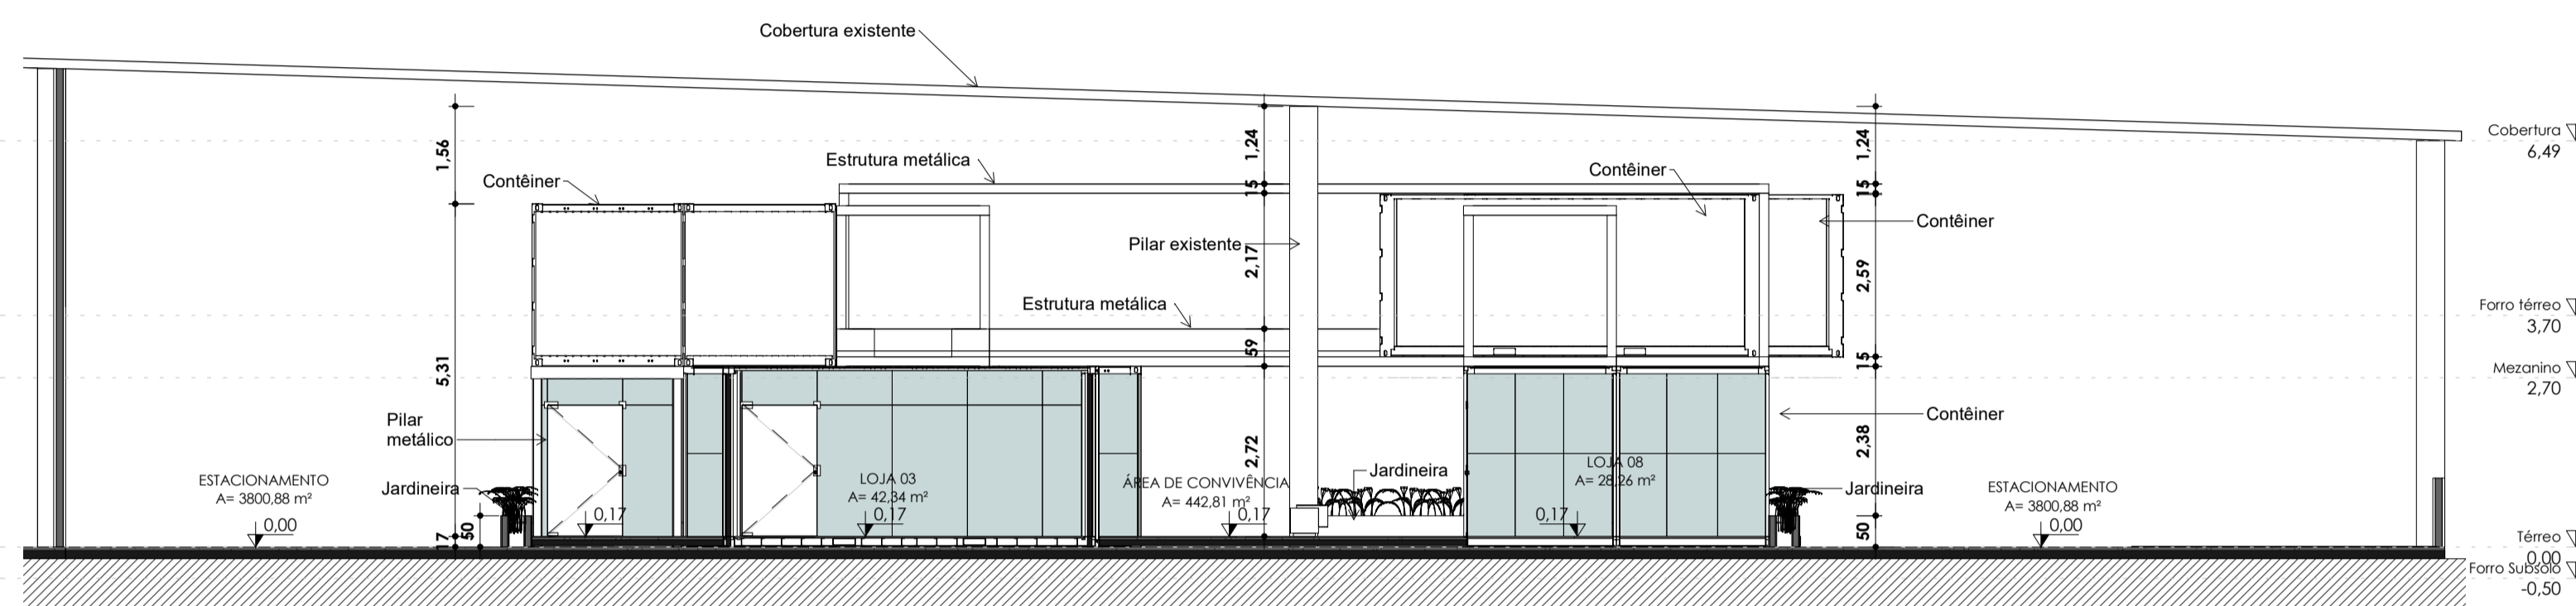 Cobertura existente
Cobertura
6,49
1,56
1,24
1,24
Estrutura metálica
Contêiner
Contêiner
Contêiner
15
15
Pilar existente
2,17
2,59
Estrutura metálica
Forro térreo
3,70
5,31
59
15
Mezanino
2,70
Pilar
metálico
Contêiner
2,72
2,38
ESTACIONAMENTO
A= 3800,88 m²
0,00
Jardineira
17
50
0,17
LOJA 03
A= 42,34 m²
0,17
ÁREA DE CONVIVÊNCIA
A= 442,81 m²
0,17
Jardineira
LOJA 08
A= 28,26 m²
0,17
Jardineira
50
ESTACIONAMENTO
A= 3800,88 m²
0,00
Térreo
0,00
Forro Subsolo
-0,50